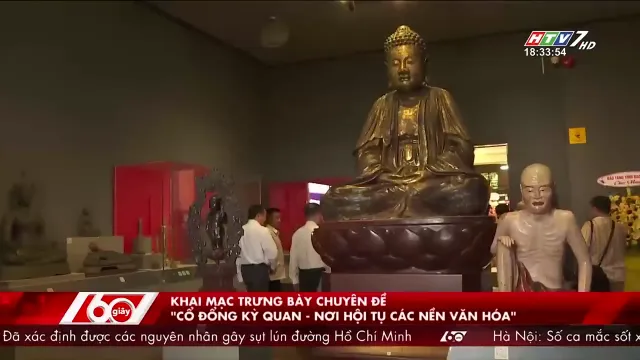 HTV7 HD
18:33:54
KHAI MẠC TRƯNG BÀY CHUYÊN ĐỀ
"CỔ ĐỒNG KỲ QUAN - NƠI HỘI TỤ CÁC NỀN VĂN HÓA"
60 giây
Đã xác định được các nguyên nhân gây sụt lún đường Hồ Chí Minh
Hà Nội: Số ca mắc sốt x